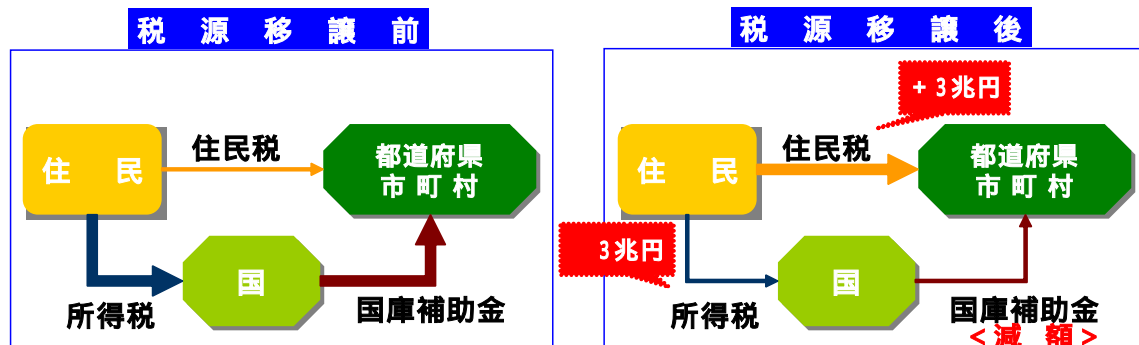 税源移譲前
住民
住民税
都道府県
市町村
国
所得税
国庫補助金
税源移譲後
+3兆円
住民
住民税
都道府県
市町村
3兆円
国
所得税
国庫補助金
<減額>